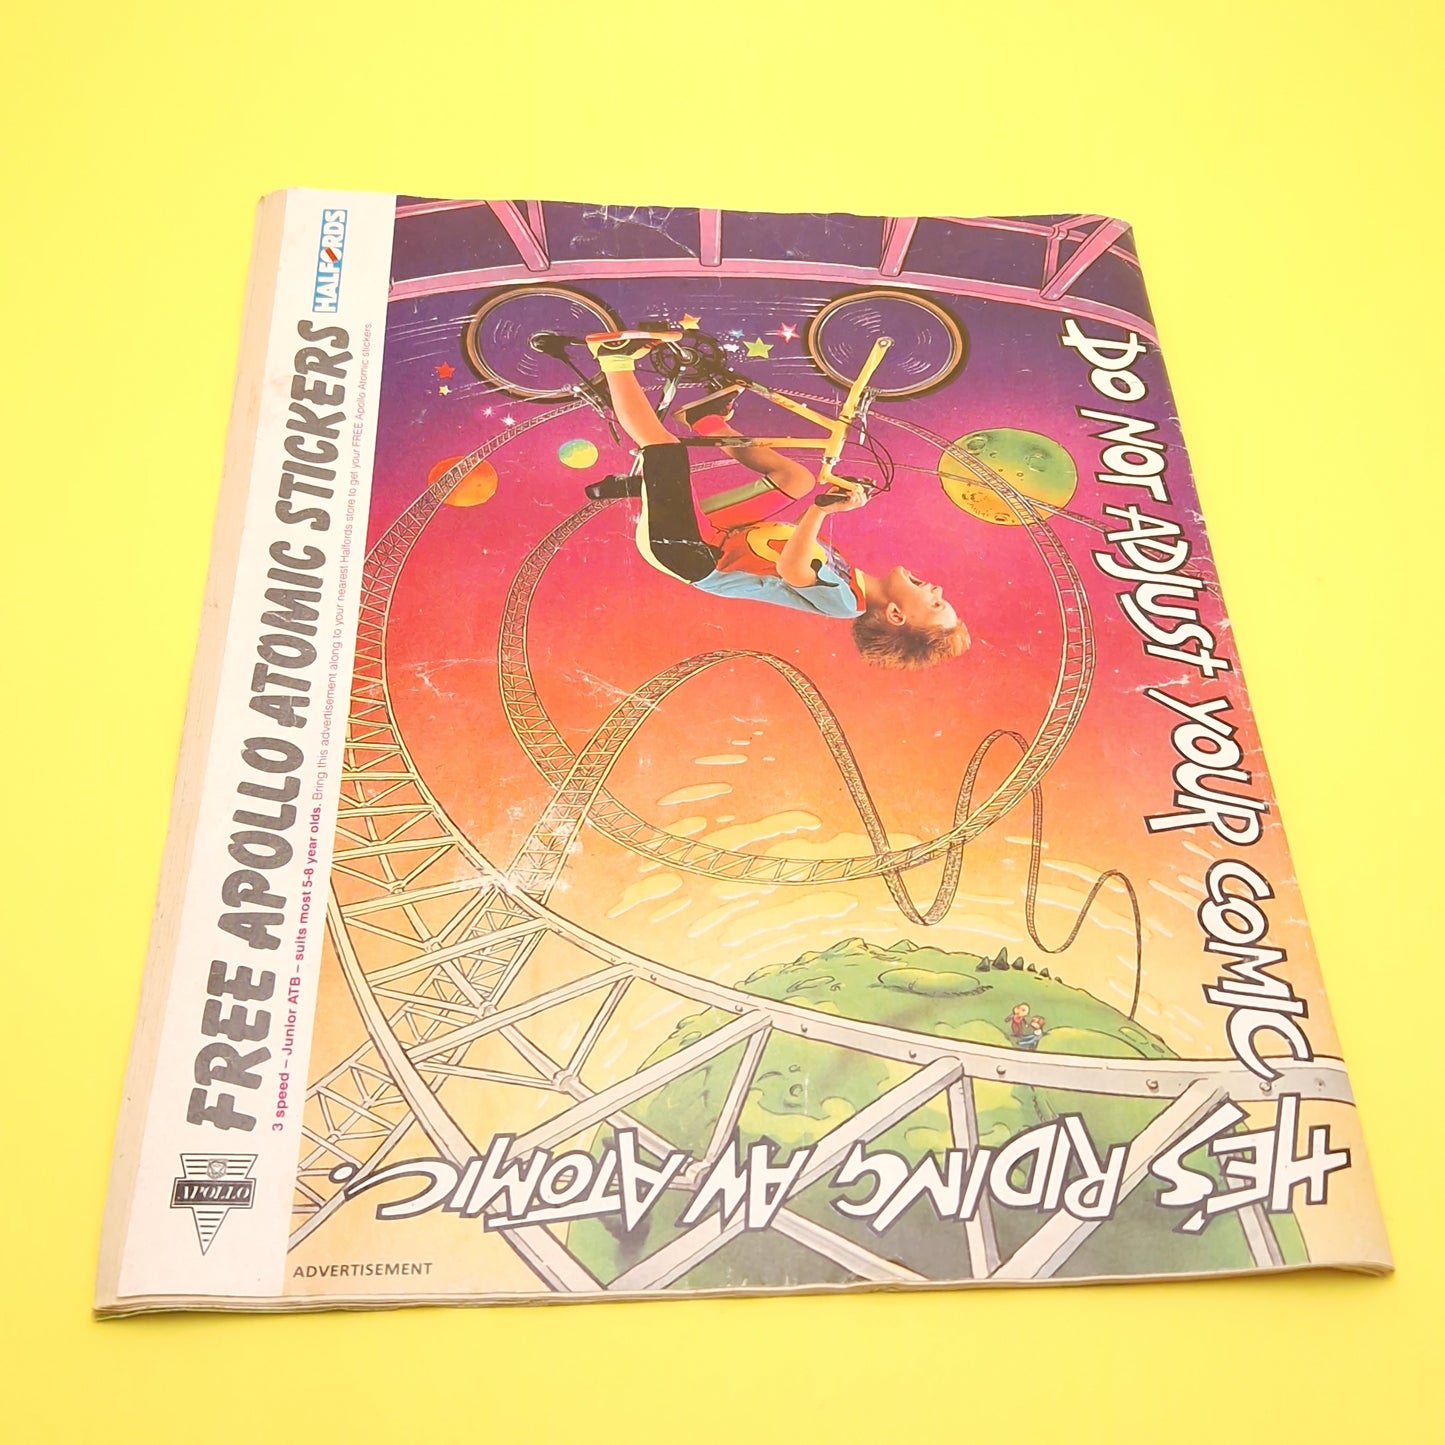 DO NOT ADJUST YOUR COMIC
HE'S RIDING AN ATOMIC.
FREE APOLLO ATOMIC STICKERS
HALFORDS
3 speed – Junior ATB – suits most 5-8 year olds. Bring this advertisement along to your nearest Halfords store to get your FREE Apollo Atomic stickers.
APOLLO
ADVERTISEMENT